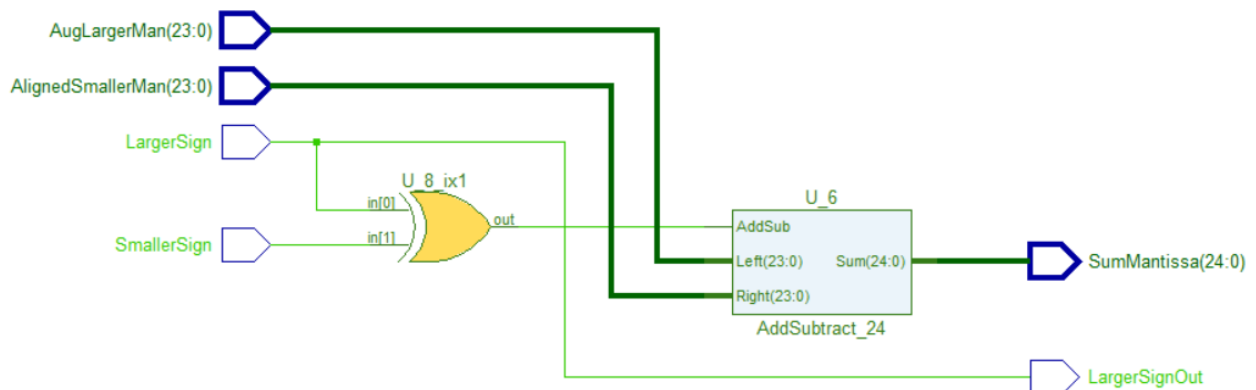 AugLargerMan(23:0)
AlignedSmallerMan(23:0)
LargerSign
U_8_ix1
in[0]
out
in[1]
SmallerSign
U_6
AddSub
Left(23:0)
Sum(24:0)
Right(23:0)
AddSubtract_24
SumMantissa(24:0)
LargerSignOut